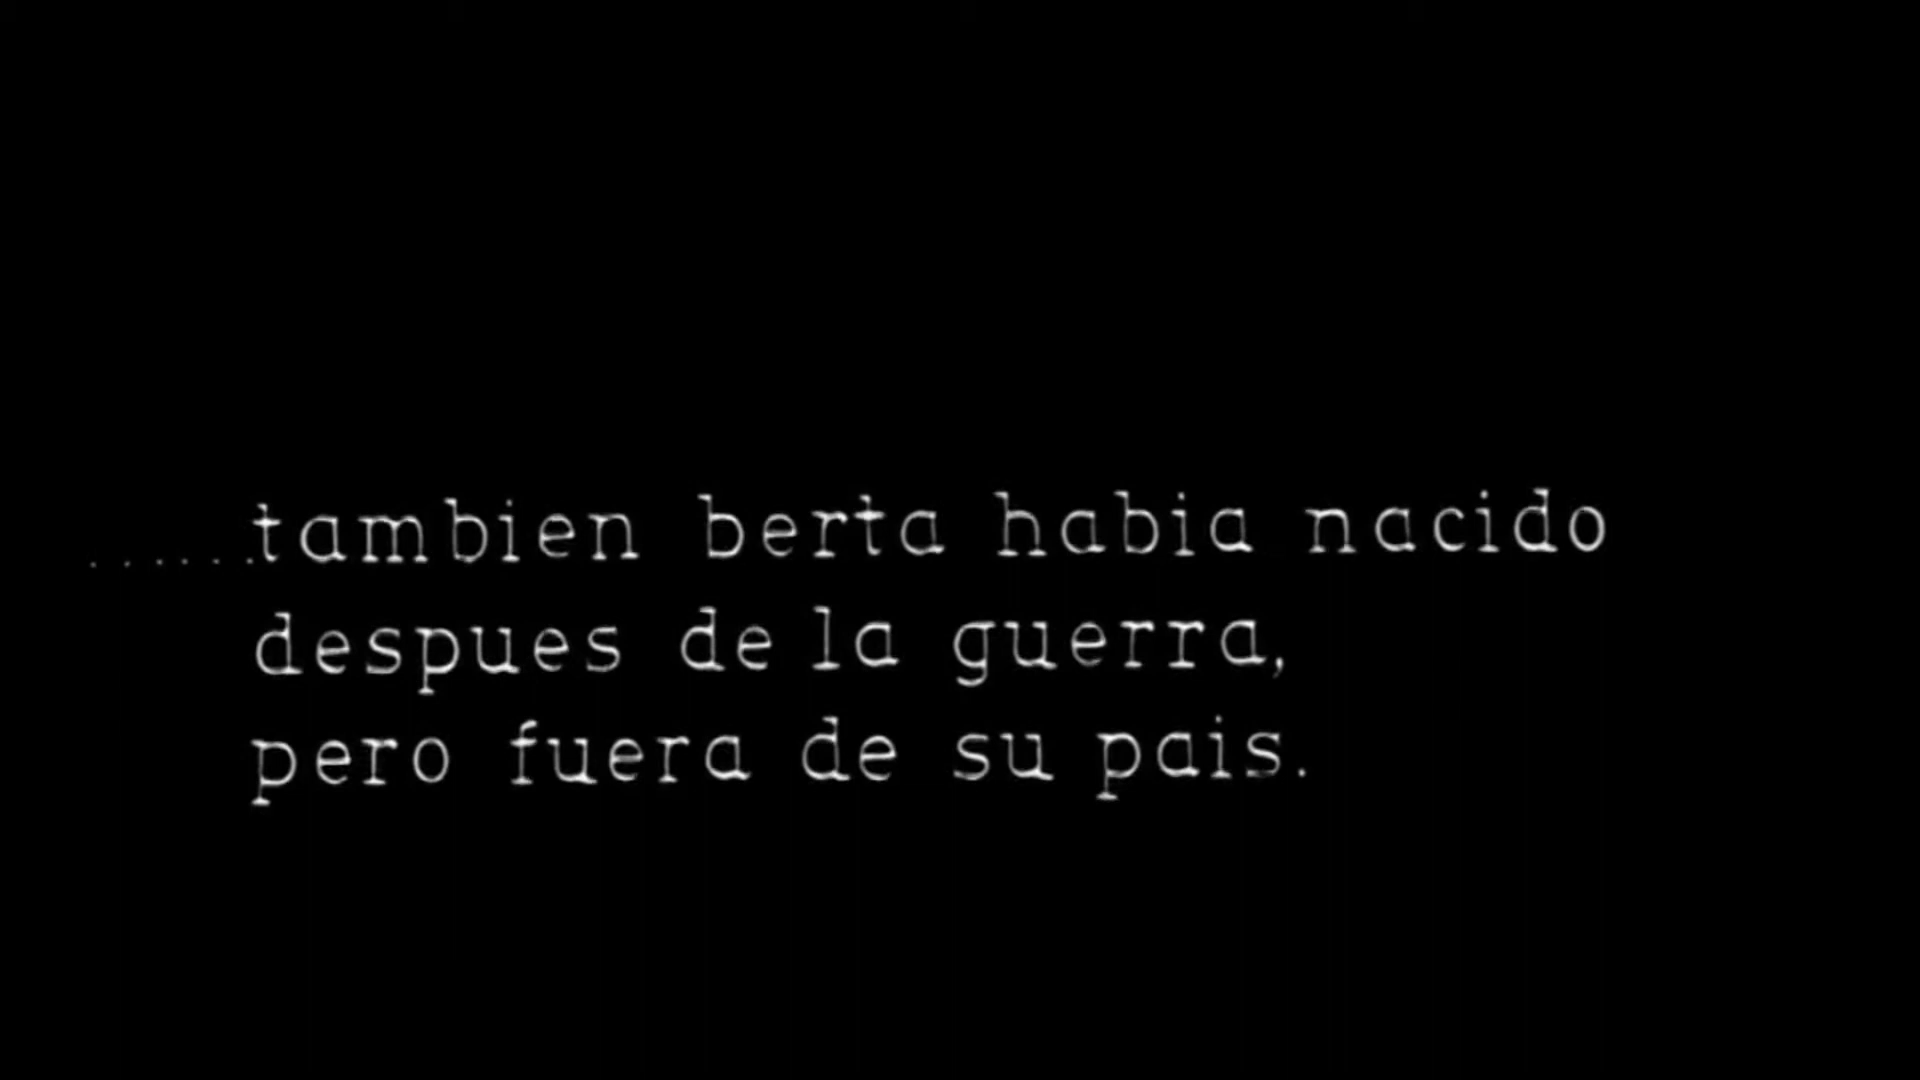 ......tambien berta habia nacido
despues de la guerra,
pero fuera de su pais.